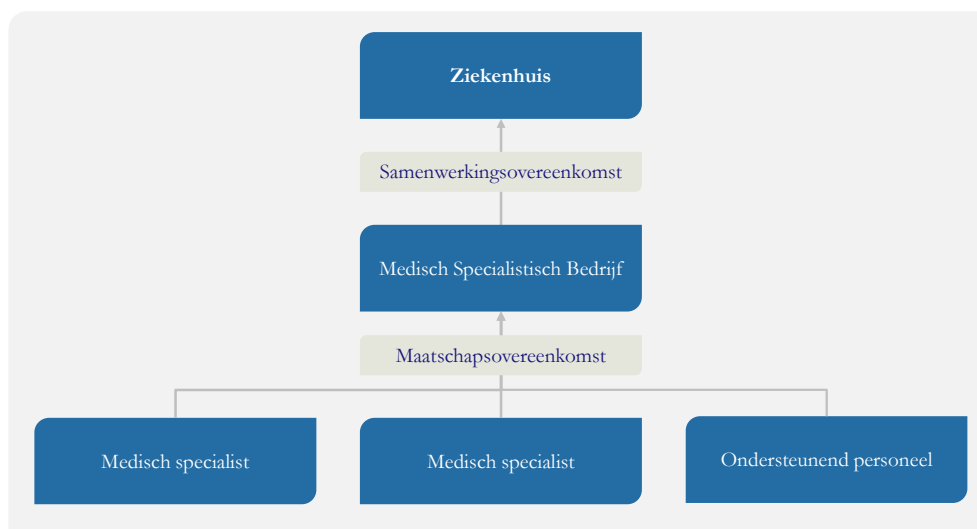 Ziekenhuis
Samenwerkingsovereenkomst
Medisch Specialistisch Bedrijf
Maatschapsovereenkomst
Medisch specialist
Medisch specialist
Ondersteunend personeel